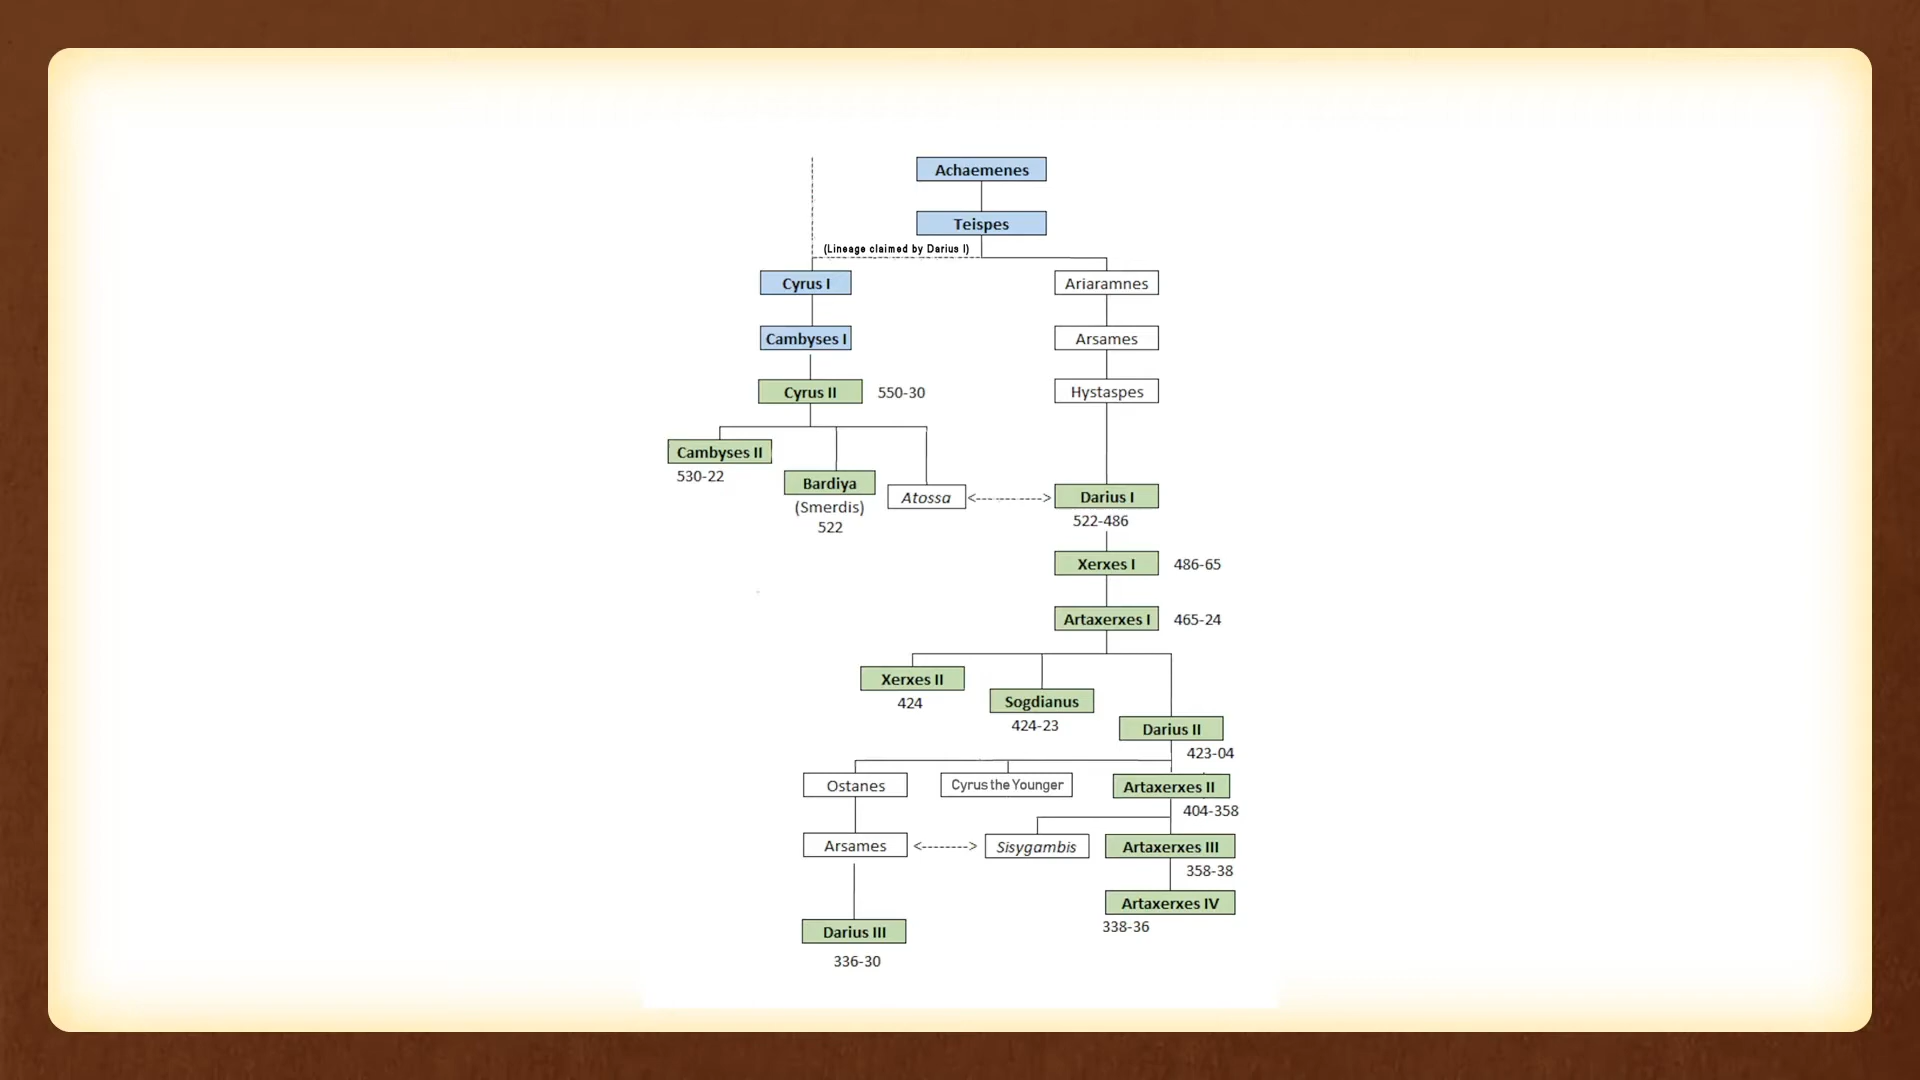 Achaemenes
Teispes
(Lineage claimed by Darius I)
Cyrus I
Ariaramnes
Cambyses I
Arsames
Cyrus II 550-30
Hystaspes
Cambyses II
530-22
Bardiya
(Smerdis)
522
Atossa <--------> Darius I
522-486
Xerxes I 486-65
Artaxerxes I 465-24
Xerxes II
424
Sogdianus
424-23
Darius II
423-04
Ostanes
Cyrus the Younger
Artaxerxes II
404-358
Arsames <--------> Sisygambis
Artaxerxes III
358-38
Artaxerxes IV
338-36
Darius III
336-30